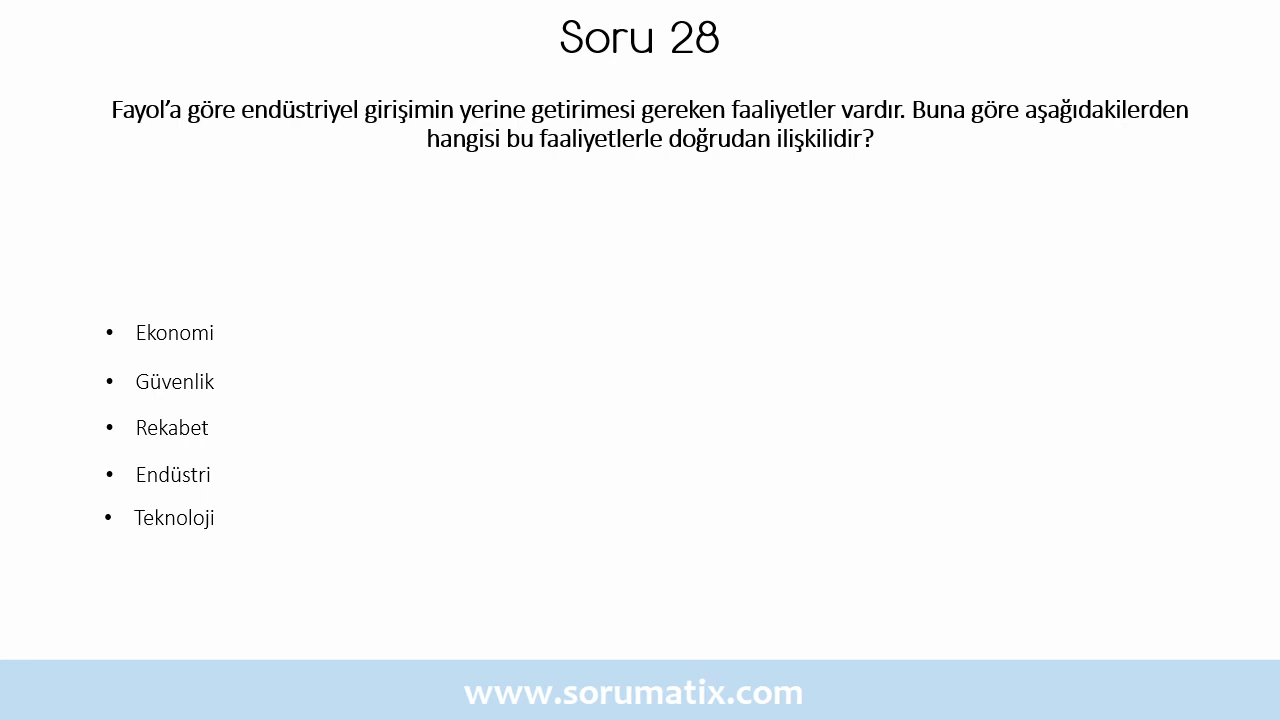 Soru 28
Fayol’a göre endüstriyel girişimin yerine getirimesi gereken faaliyetler vardır. Buna göre aşağıdakilerden
hangisi bu faaliyetlerle doğrudan ilişkilidir?
• Ekonomi
• Güvenlik
• Rekabet
• Endüstri
• Teknoloji
www.sorumatix.com